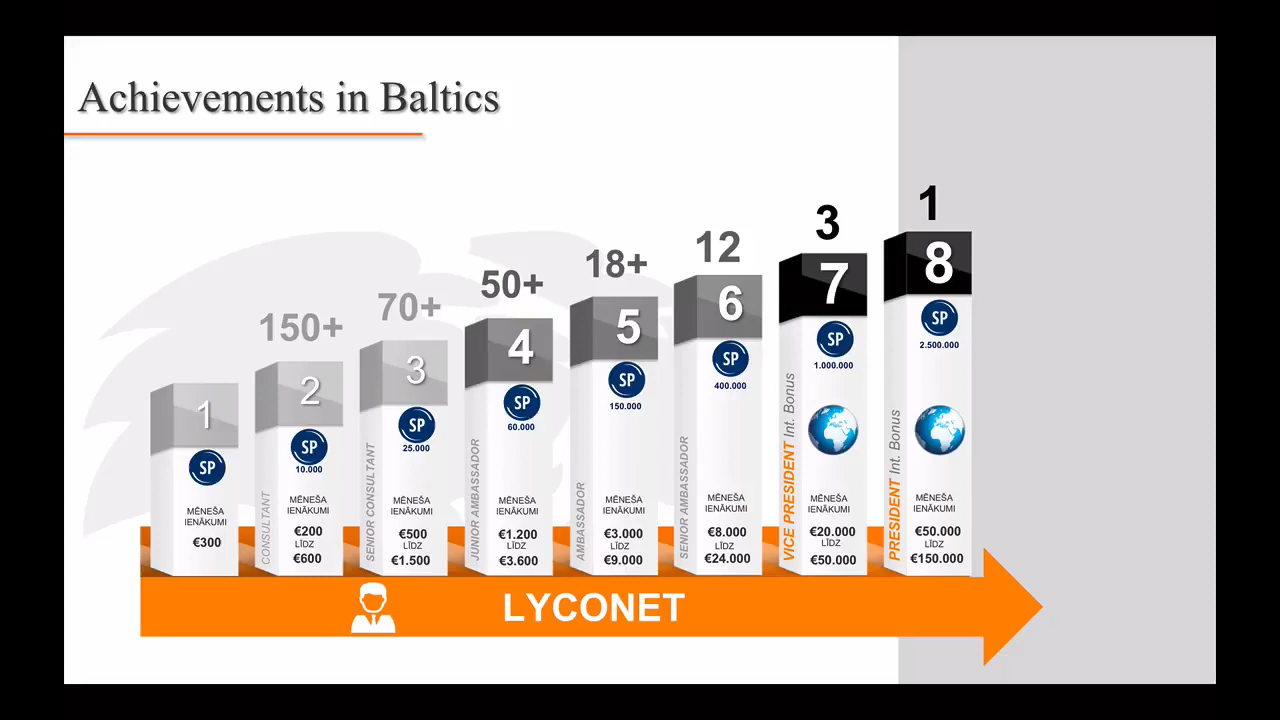 Achievements in Baltics
1
SP
MĒNEŠA
IENĀKUMI
€300
150+
2
SP
10.000
CONSULTANT
MĒNEŠA
IENĀKUMI
€200
LĪDZ
€600
70+
3
SP
25.000
SENIOR CONSULTANT
MĒNEŠA
IENĀKUMI
€500
LĪDZ
€1.500
50+
4
SP
60.000
JUNIOR AMBASSADOR
MĒNEŠA
IENĀKUMI
€1.200
LĪDZ
€3.600
18+
5
SP
150.000
AMBASSADOR
MĒNEŠA
IENĀKUMI
€3.000
LĪDZ
€9.000
12
6
SP
400.000
SENIOR AMBASSADOR
MĒNEŠA
IENĀKUMI
€8.000
LĪDZ
€24.000
3
7
SP
1.000.000
VICE PRESIDENT Int. Bonus
MĒNEŠA
IENĀKUMI
€20.000
LĪDZ
€50.000
1
8
SP
2.500.000
PRESIDENT Int. Bonus
MĒNEŠA
IENĀKUMI
€50.000
LĪDZ
€150.000
LYCONET